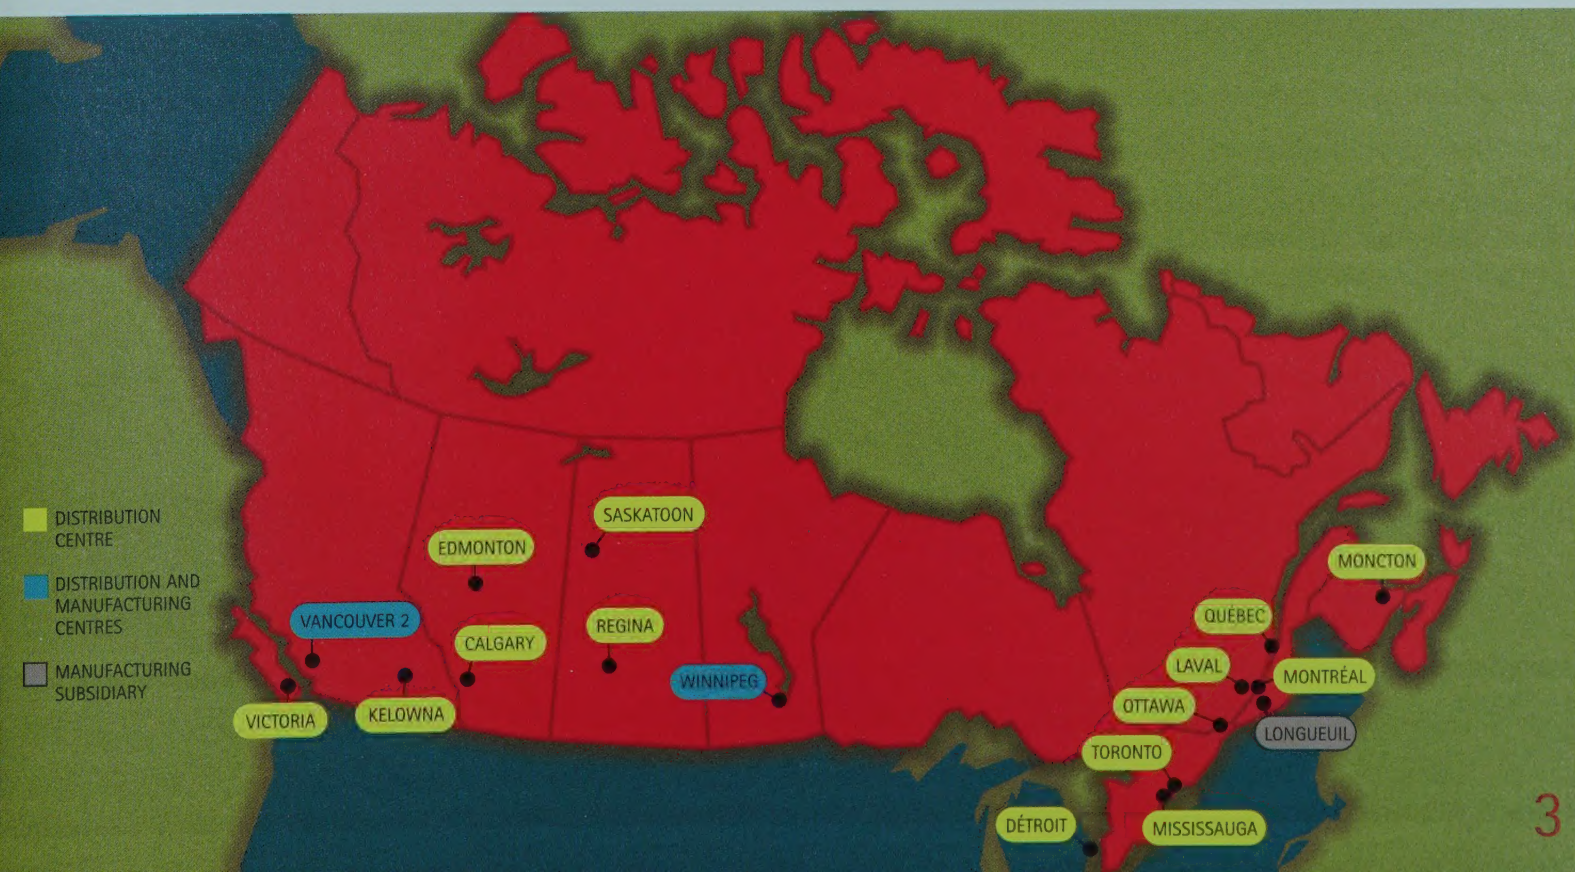 SASKATOON
EDMONTON
DISTRIBUTION
CENTRE
DISTRIBUTION AND
MANUFACTURING
CENTRES
MANUFACTURING
SUBSIDIARY
VANCOUVER 2
CALGARY
REGINA
WINNIPEG
VICTORIA
KELOWNA
MONCTON
QUÉBEC
LAVAL
MONTRÉAL
OTTAWA
LONGUEUIL
TORONTO
DÉTROIT
MISSISSAUGA
3